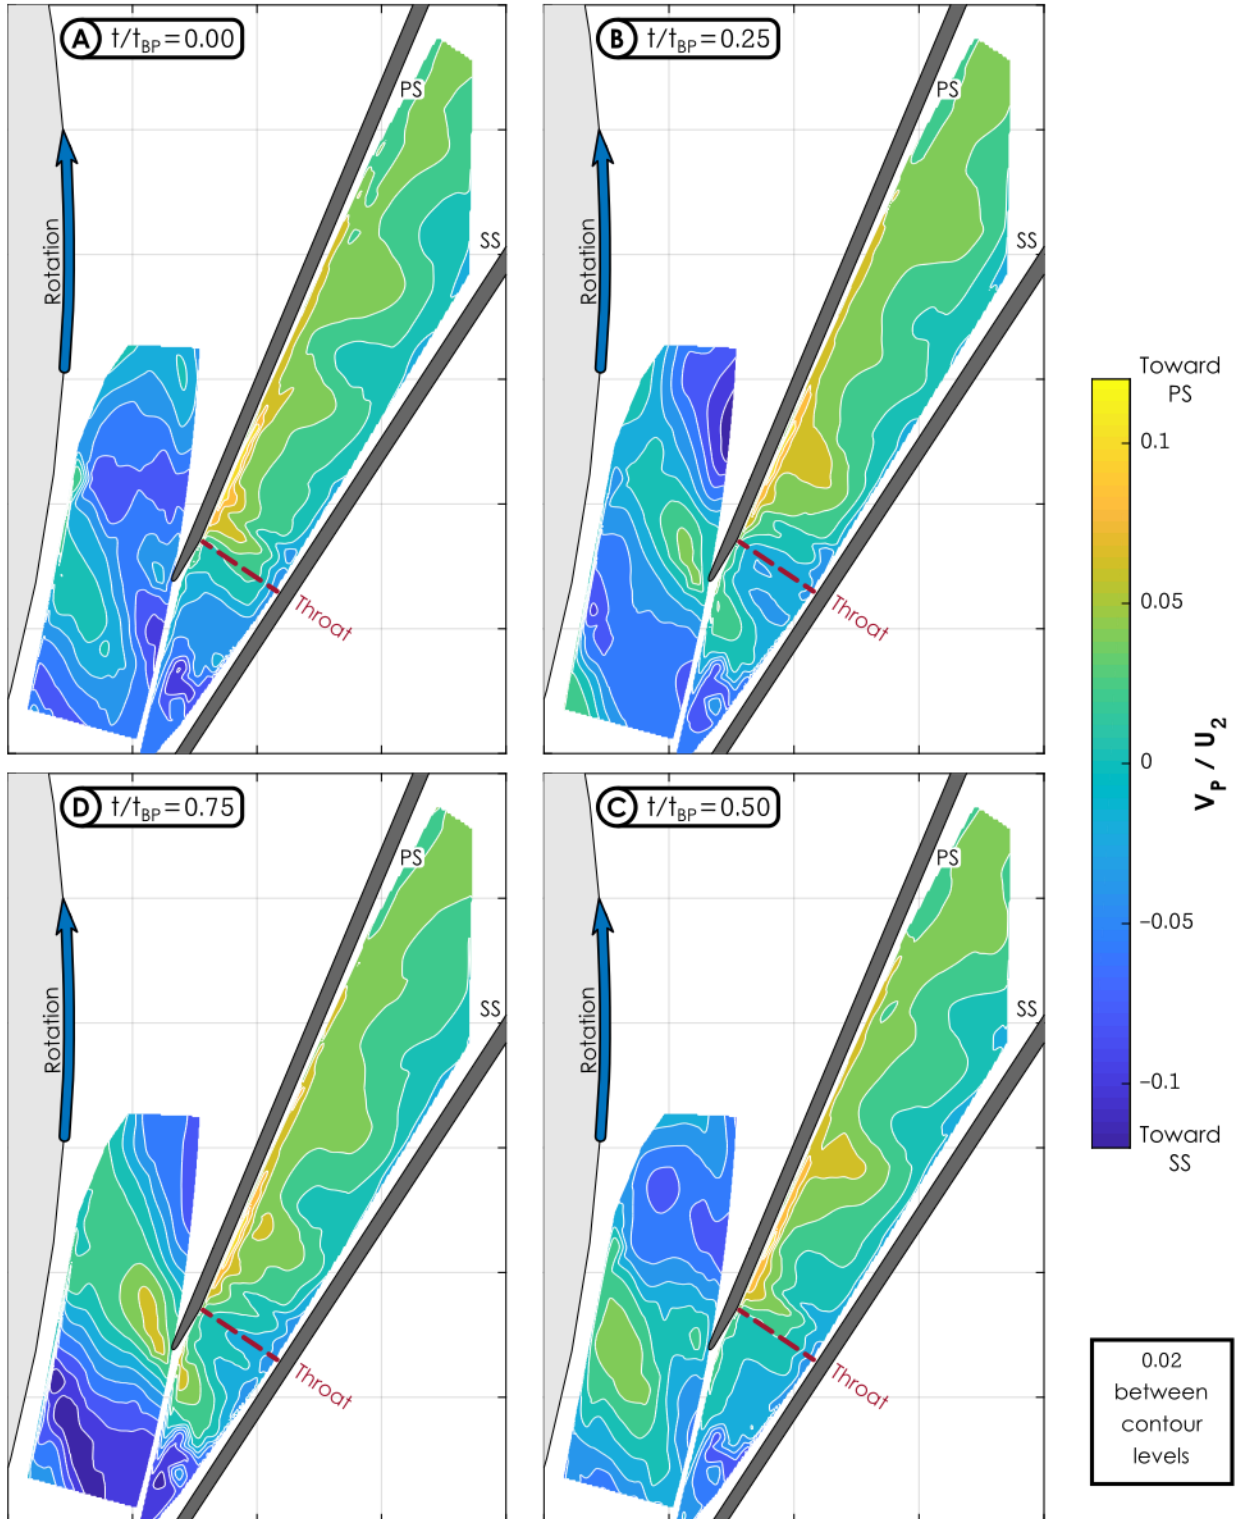 A t/tBP=0.00
PS
SS
Rotation
Throat
B t/tBP=0.25
PS
SS
Rotation
Throat
Toward
PS
0.1
0.05
0
−0.05
−0.1
Toward
SS
VP / U2
D t/tBP=0.75
PS
SS
Rotation
Throat
C t/tBP=0.50
PS
SS
Rotation
Throat
0.02
between
contour
levels